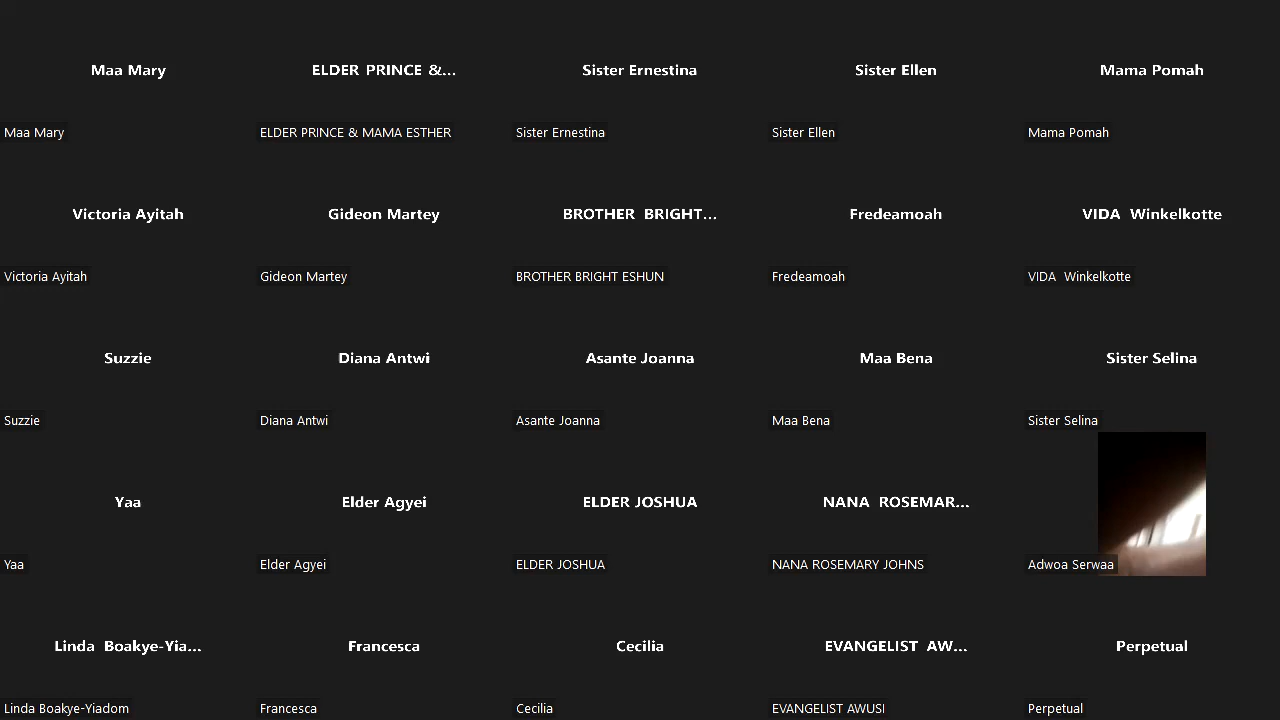 Maa Mary
ELDER PRINCE &...
Sister Ernestina
Sister Ellen
Mama Pomah
Maa Mary
ELDER PRINCE & MAMA ESTHER
Sister Ernestina
Sister Ellen
Mama Pomah
Victoria Ayitah
Gideon Martey
BROTHER BRIGHT...
Fredeamoah
VIDA Winkelkotte
Victoria Ayitah
Gideon Martey
BROTHER BRIGHT ESHUN
Fredeamoah
VIDA Winkelkotte
Suzzie
Diana Antwi
Asante Joanna
Maa Bena
Sister Selina
Suzzie
Diana Antwi
Asante Joanna
Maa Bena
Sister Selina
Yaa
Elder Agyei
ELDER JOSHUA
NANA ROSEMAR...
Yaa
Elder Agyei
ELDER JOSHUA
NANA ROSEMARY JOHNS
Adwoa Serwaa
Linda Boakye-Yia...
Francesca
Cecilia
EVANGELIST AW...
Perpetual
Linda Boakye-Yiadom
Francesca
Cecilia
EVANGELIST AWUSI
Perpetual